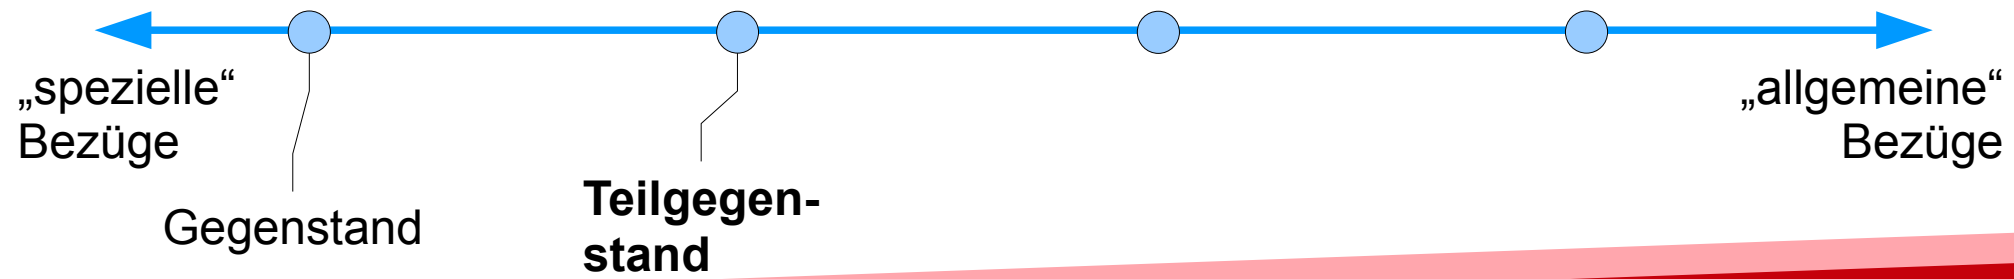 „spezielle“
Bezüge
Gegenstand
Teilgegen-
stand
„allgemeine“
Bezüge